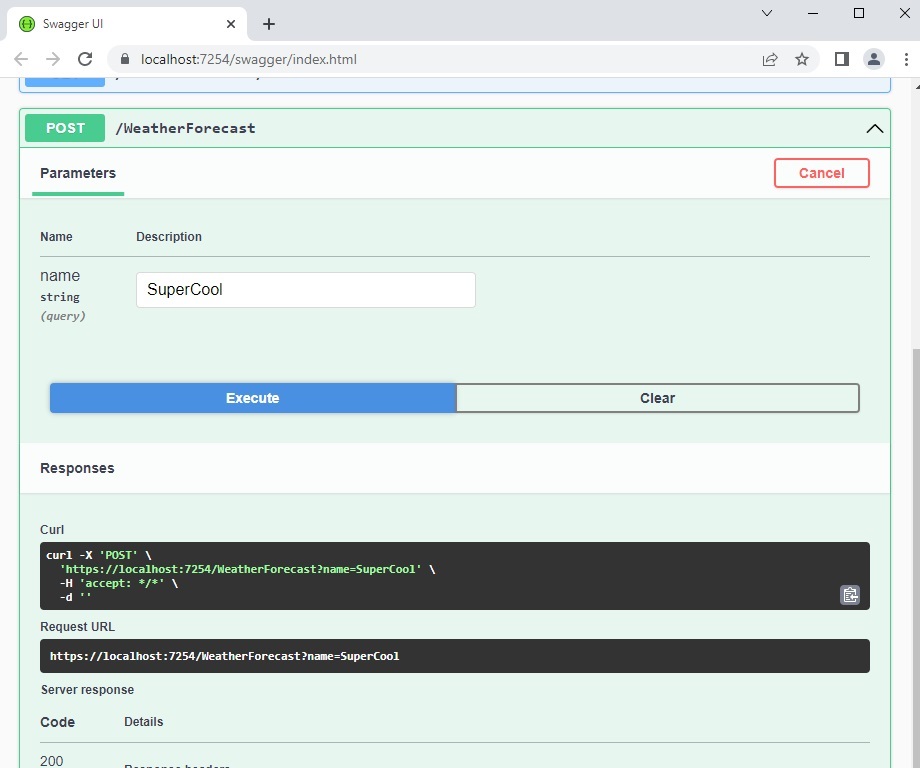 Swagger UI
localhost:7254/swagger/index.html
POST /WeatherForecast
Parameters
Cancel
Name Description
name
string
(query)
SuperCool
Execute Clear
Responses
Curl
curl -X 'POST' \
'https://localhost:7254/WeatherForecast?name=SuperCool' \
-H 'accept: */*' \
-d ''
Request URL
https://localhost:7254/WeatherForecast?name=SuperCool
Server response
Code Details
200